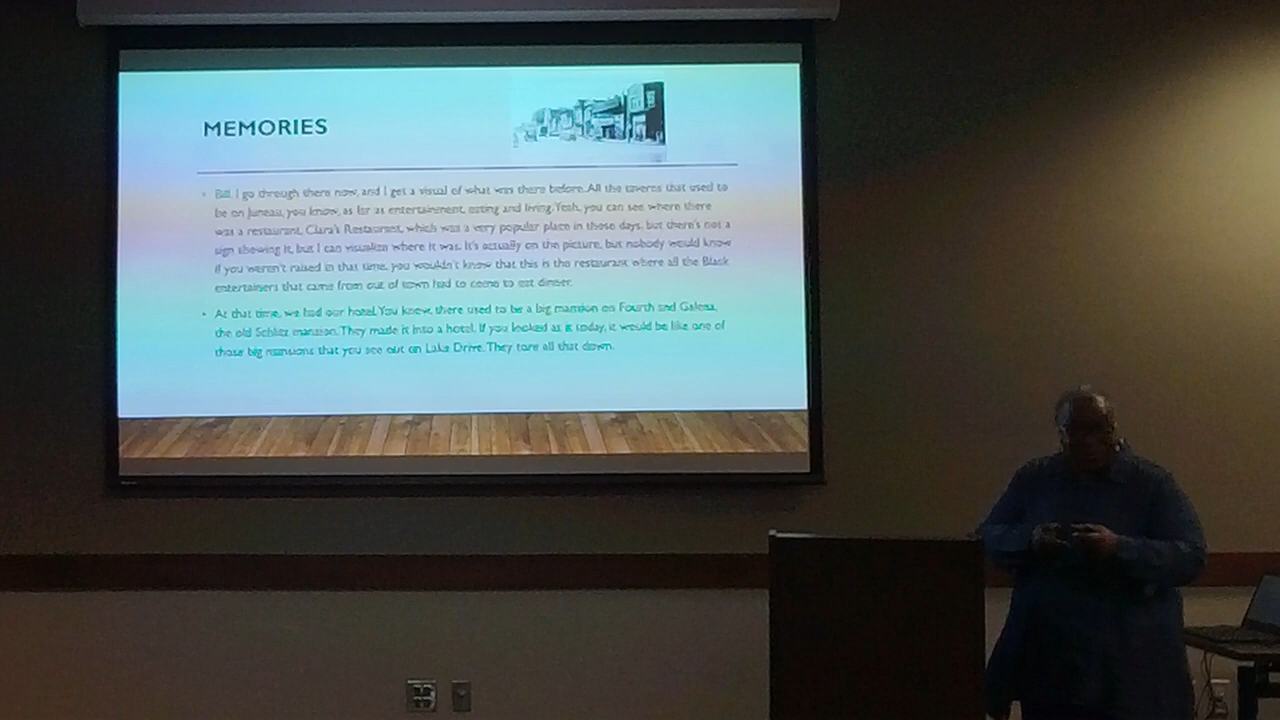 MEMORIES
Bill. I go through there now, and I get a visual of what was there before. All the taverns that used to
be on Juneau, you know, as far as entertainment, eating and living. Yeah, you can see where there
was a restaurant, Clara's Restaurant, which was a very popular place in those days, but there's not a
sign showing it, but I can visualize where it was. It's actually on the picture, but nobody would know
if you weren't raised in that time, you wouldn't know that this is the restaurant where all the Black
entertainers that came from out of town had to come to eat dinner.
At that time, we had our hotel. You know, there used to be a big mansion on Fourth and Galena,
the old Schlitz mansion. They made it into a hotel. If you looked at it today, it would be like one of
those big mansions that you see out on Lake Drive. They tore all that down.